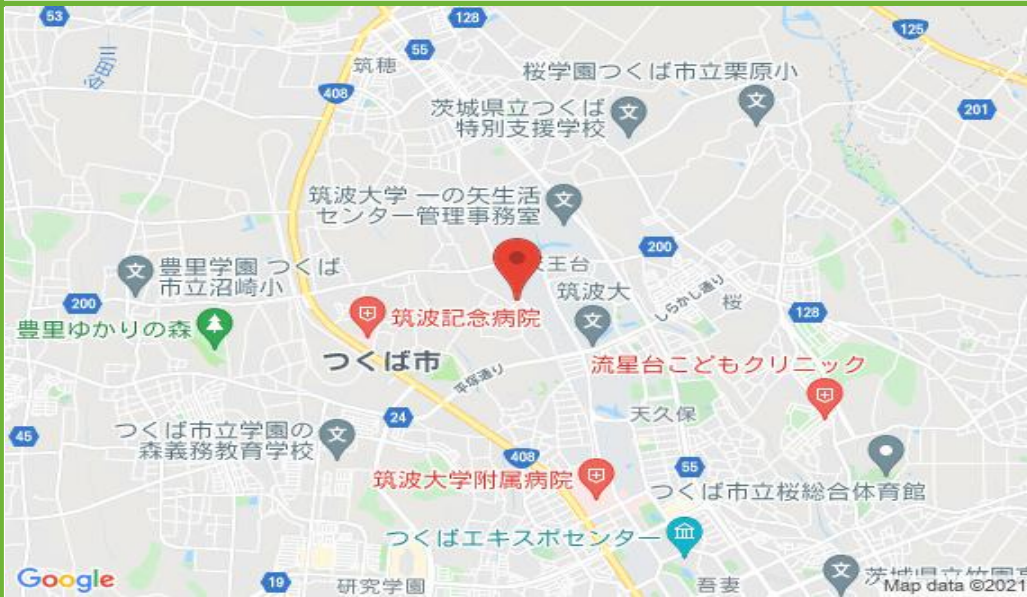 53
128
125
55
筑穂
桜学園つくば市立栗原小
408
茨城県立つくば
特別支援学校
201
筑波大学 一の矢生活
センター管理事務室
200
王台
豊里学園 つくば
市立沼崎小
筑波大
しらかし通り
桜
200
豊里ゆかりの森
筑波記念病院
128
つくば市
平塚通り
流星台こどもクリニック
24
天久保
45
つくば市立学園の
森義務教育学校
408
筑波大学附属病院
55
つくば市立桜総合体育館
つくばエキスポセンター
Google
19
研究学園
吾妻
Map data ©2021